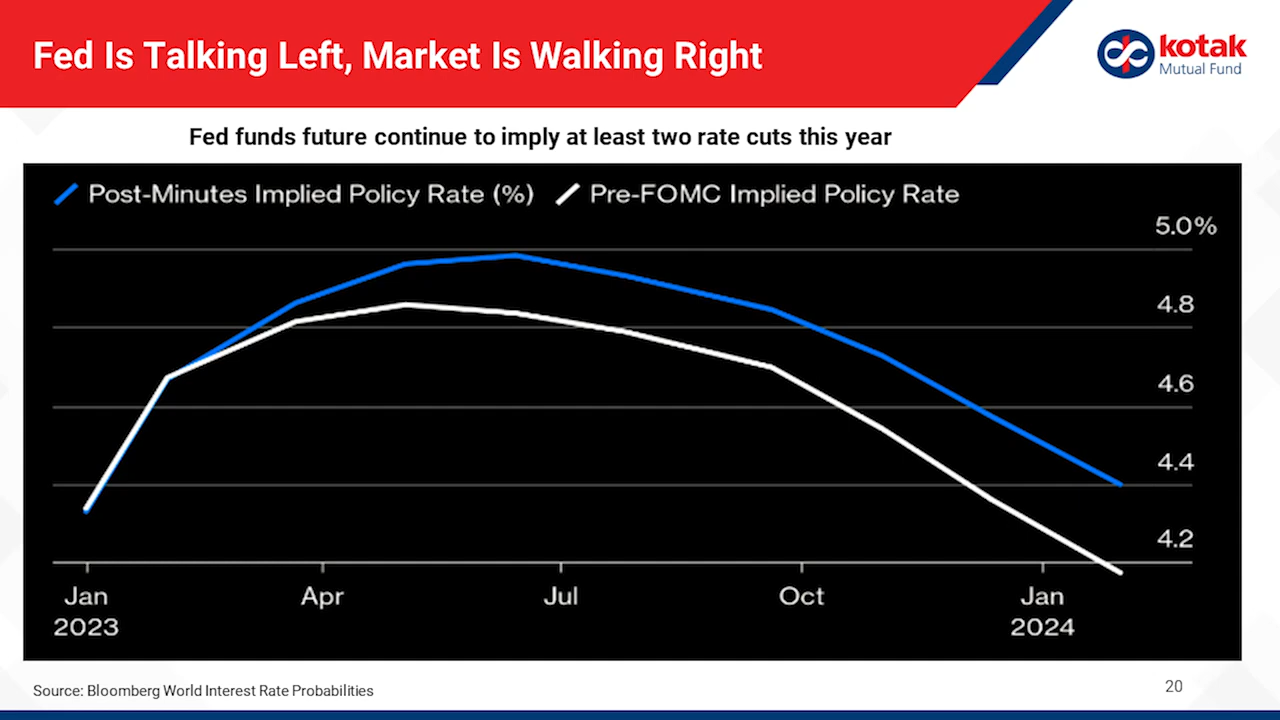 Fed Is Talking Left, Market Is Walking Right
kotak
Mutual Fund
Fed funds future continue to imply at least two rate cuts this year
Post-Minutes Implied Policy Rate (%) Pre-FOMC Implied Policy Rate
5.0%
4.8
4.6
4.4
4.2
Jan Apr Jul Oct Jan
2023 2024
Source: Bloomberg World Interest Rate Probabilities
20